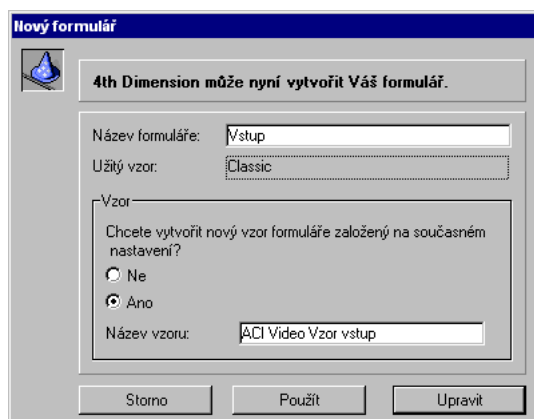 Nový formulář
4th Dimension může nyní vytvořit Váš formulář.
Název formuláře: Vstup
Užitý vzor: Classic
Vzor
Chcete vytvořit nový vzor formuláře založený na současném
nastavení?
Ne
Ano
Název vzoru: ACI Video Vzor vstup
Storno Použít Upravit